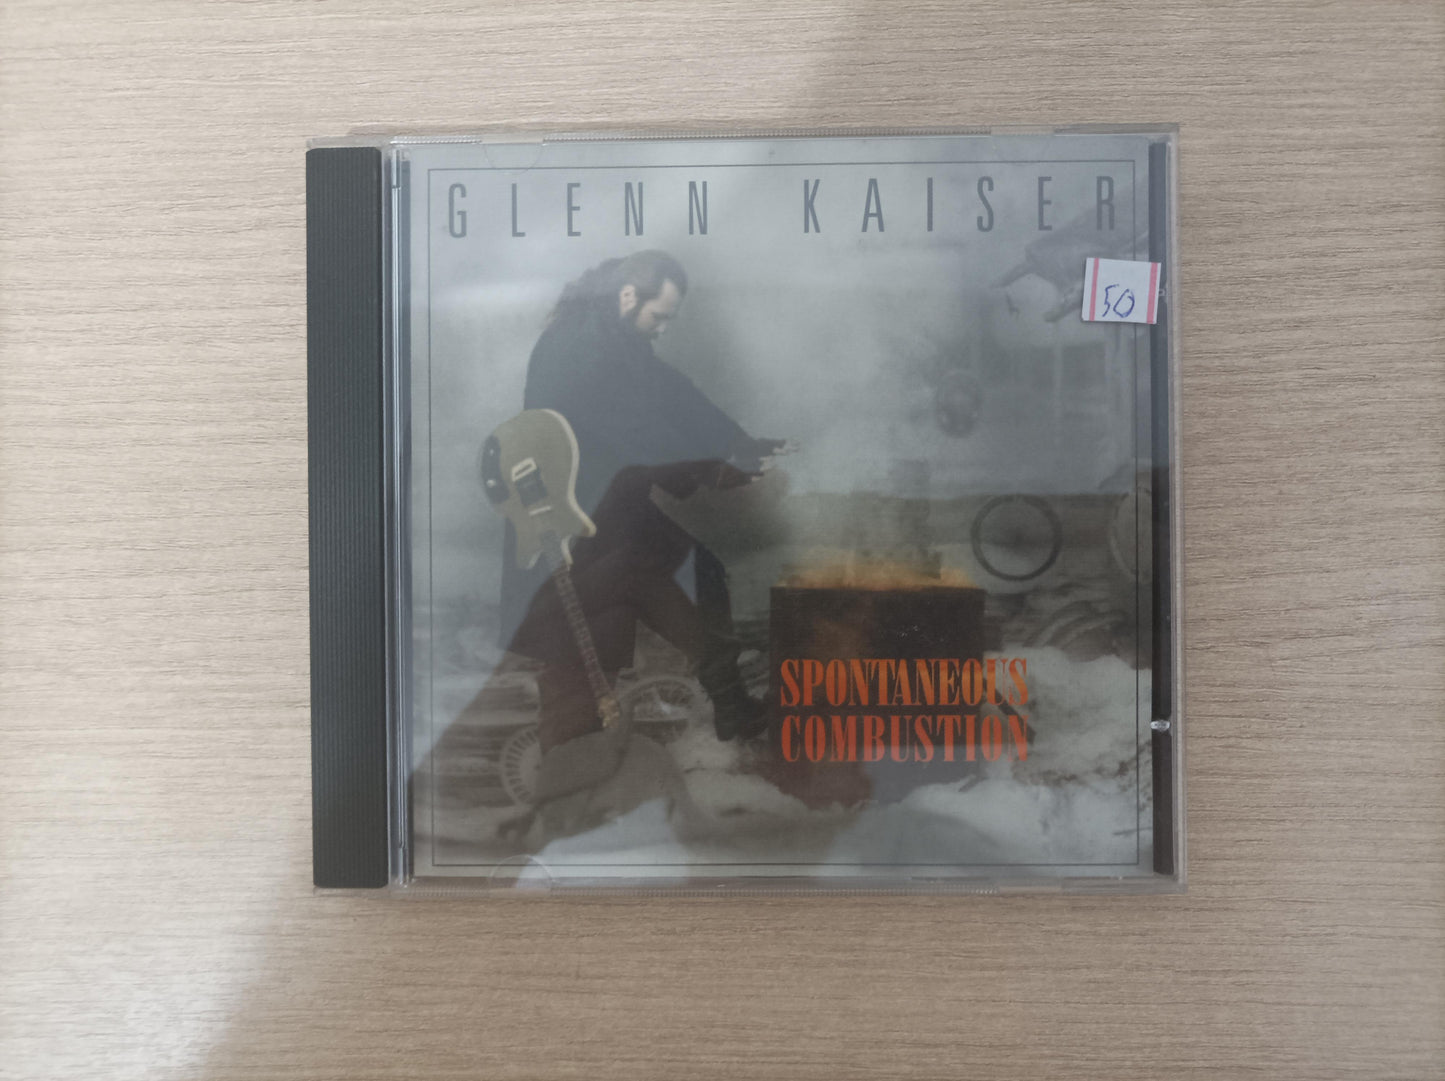 GLENN KAISER
50
SPONTANEOUS
COMBUSTION